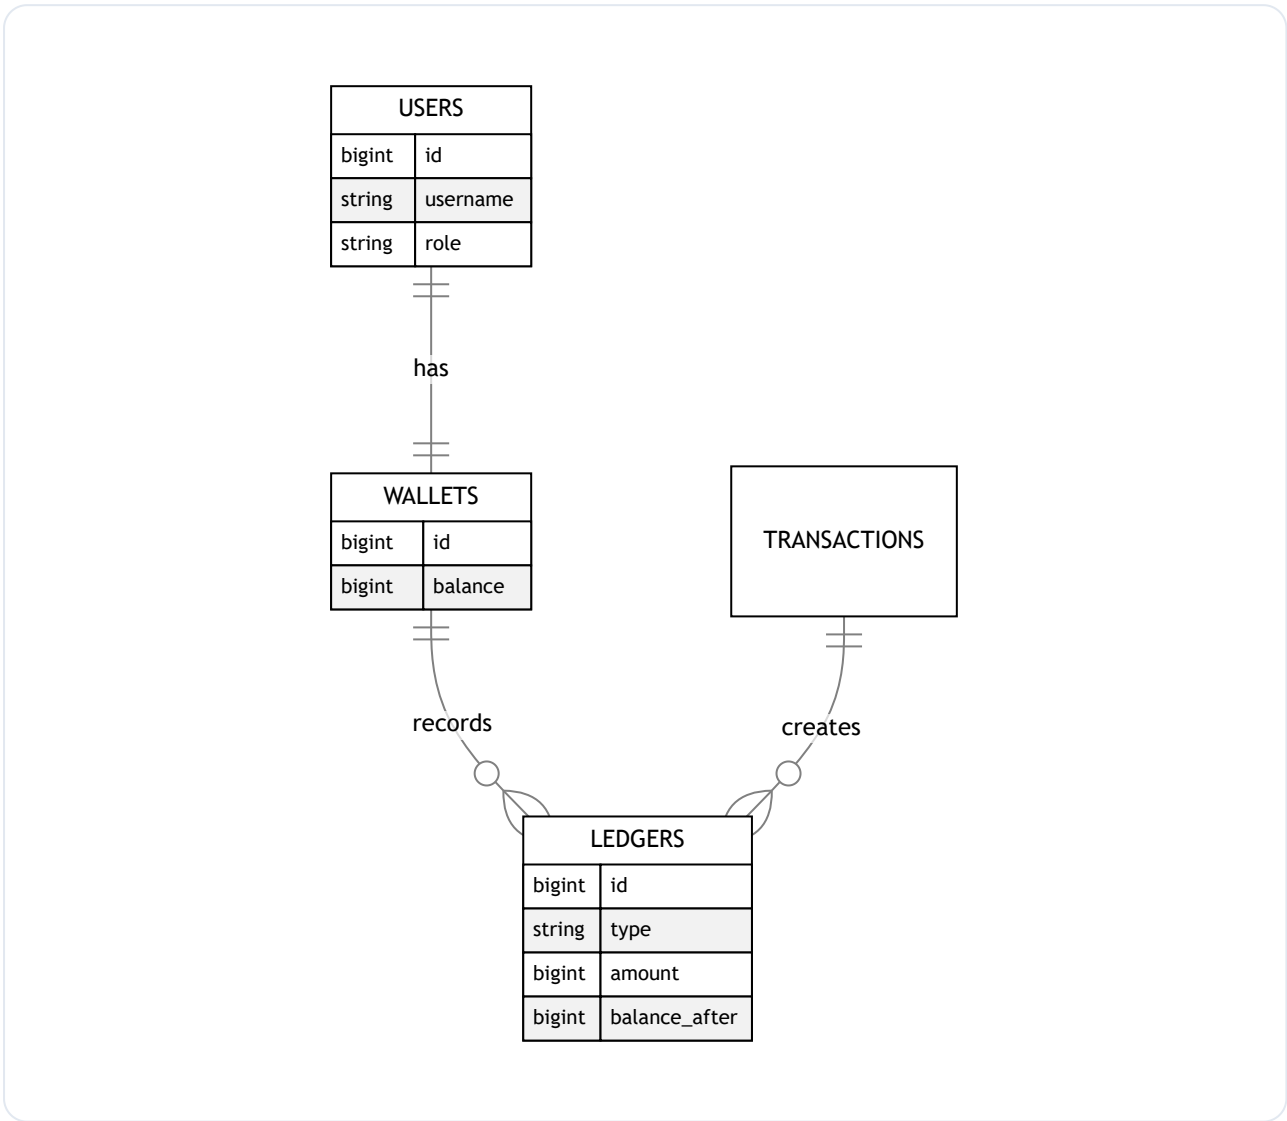 USERS
bigint id
string username
string role
has
WALLETS
bigint id
bigint balance
TRANSACTIONS
records
creates
LEDGERS
bigint id
string type
bigint amount
bigint balance_after